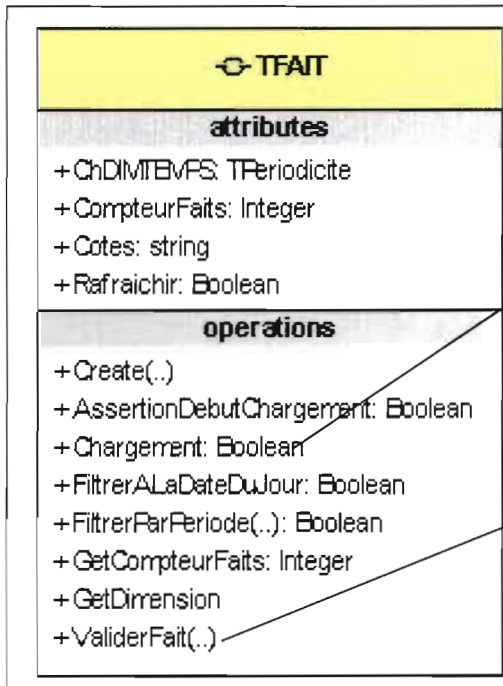 TFAIT
attributes
+ChDIMTEMPS: TPeriodicite
+CompteurFaits: Integer
+Cotes: string
+Rafraichir: Boolean
operations
+Create(..)
+AssertionDebutChargement: Boolean
+Chargement: Boolean
+FiltrerALaDateDuJour: Boolean
+FiltrerParPeriode(..): Boolean
+GetCompteurFaits: Integer
+GetDimension
+ValiderFait(..)